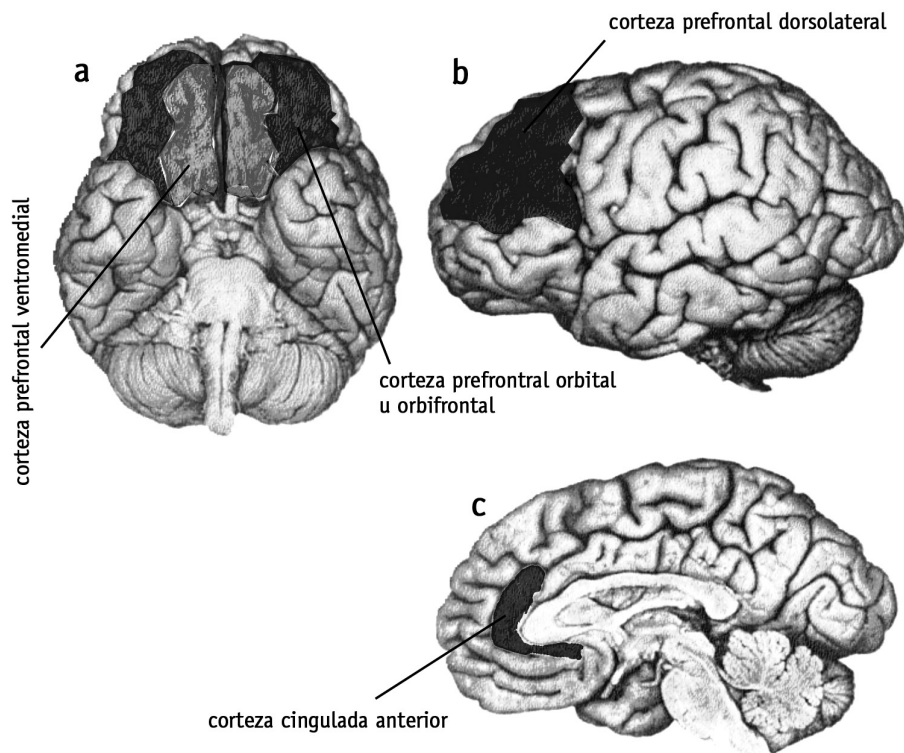 corteza prefrontal dorsolateral
a
b
corteza prefrontal ventromedial
corteza prefrontral orbital
u orbifrontal
c
corteza cingulada anterior